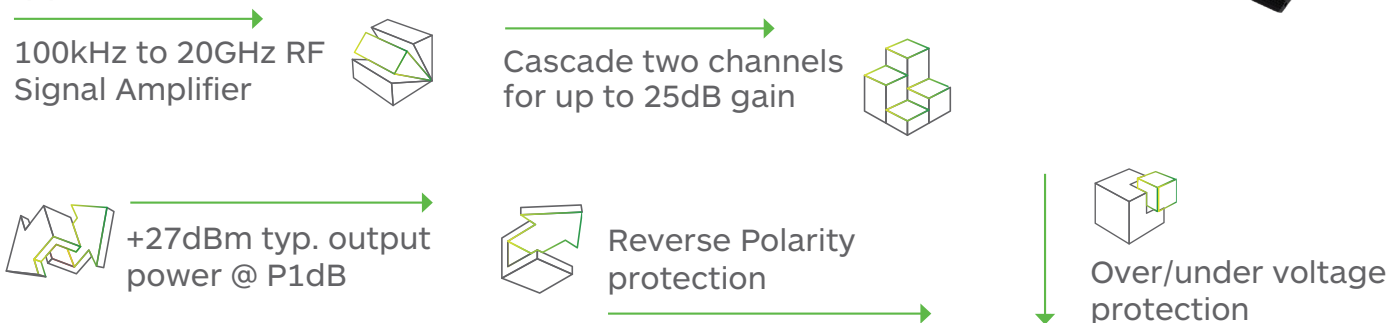 100kHz to 20GHz RF
Signal Amplifier
Cascade two channels
for up to 25dB gain
+27dBm typ. output
power @ P1dB
Reverse Polarity
protection
Over/under voltage
protection